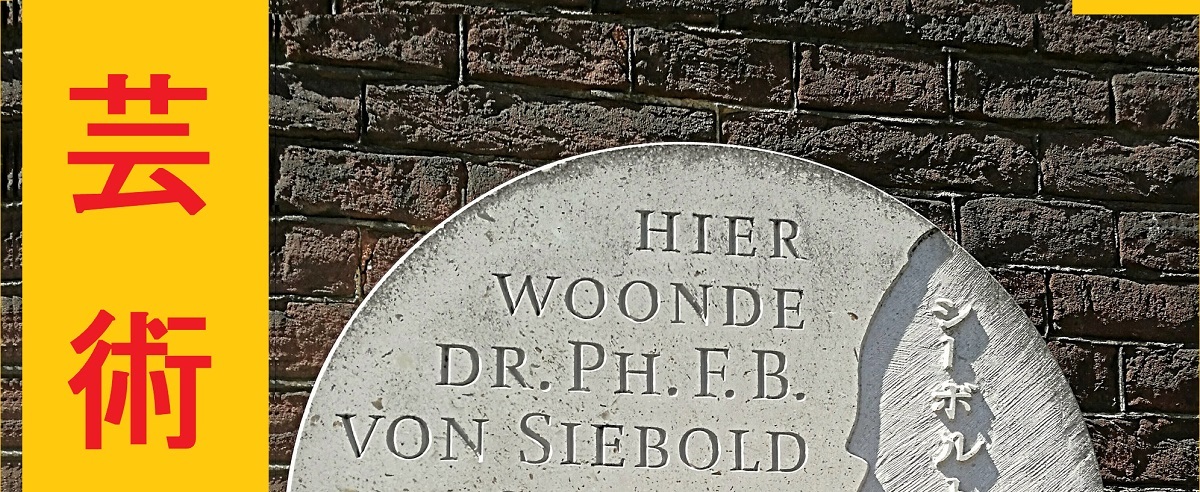 芸術
HIER
WOONDE
DR. PH. F. B.
VON SIEBOLD
シーボル